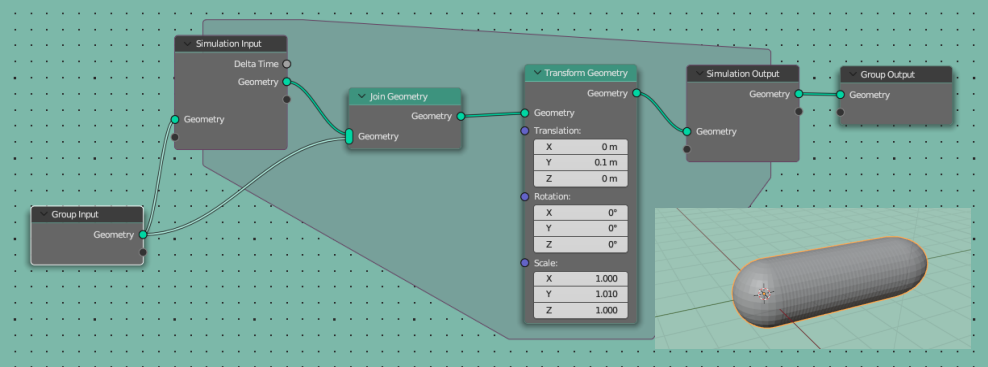 Simulation Input
Delta Time
Geometry
Geometry
Group Input
Geometry
Join Geometry
Geometry
Geometry
Transform Geometry
Geometry
Geometry
Translation:
X 0 m
Y 0.1 m
Z 0 m
Rotation:
X 0°
Y 0°
Z 0°
Scale:
X 1.000
Y 1.010
Z 1.000
Simulation Output
Geometry
Geometry
Group Output
Geometry